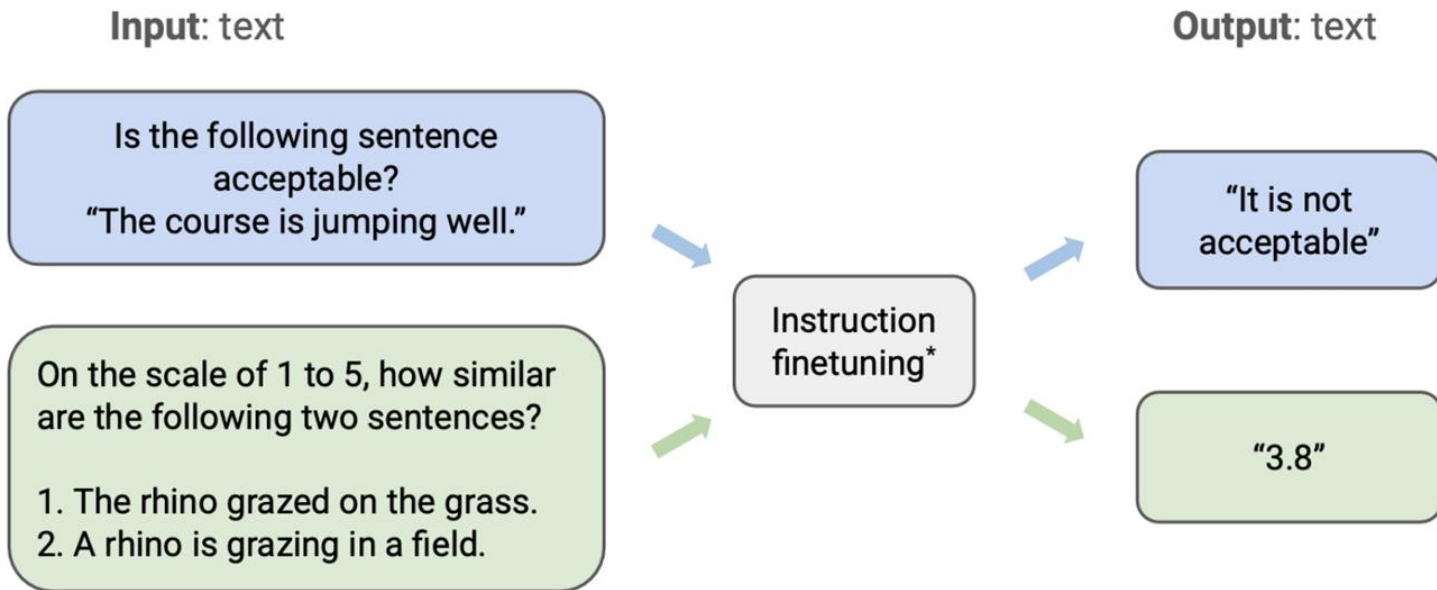 Input: text
Output: text
Is the following sentence
acceptable?
“The course is jumping well.”
On the scale of 1 to 5, how similar
are the following two sentences?
1. The rhino grazed on the grass.
2. A rhino is grazing in a field.
Instruction
finetuning*
“It is not
acceptable”
“3.8”